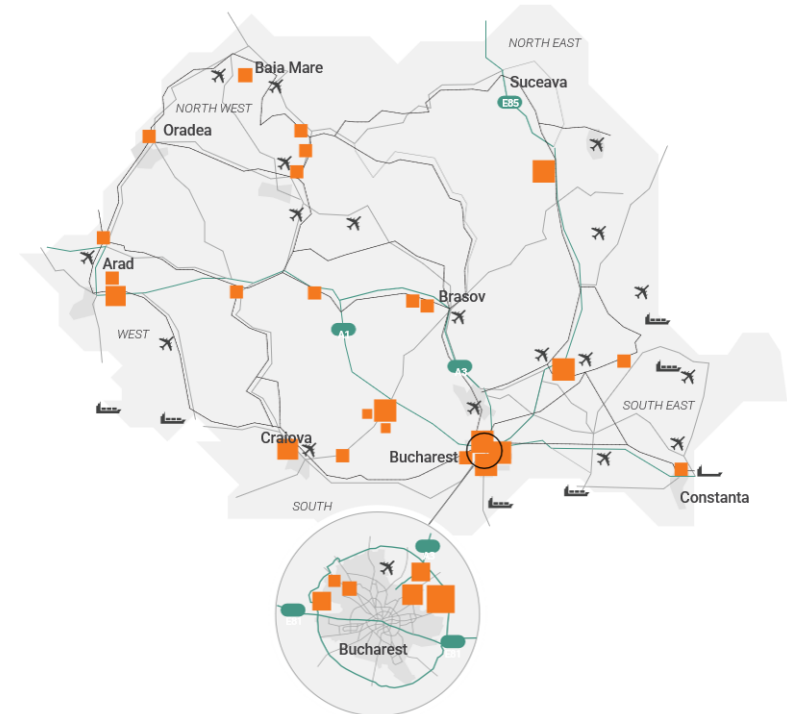 NORTH EAST
Baia Mare
Suceava
E85
NORTH WEST
Oradea
Arad
Brasov
WEST
A1
A3
SOUTH EAST
Craiova
Bucharest
Constanta
SOUTH
Bucharest